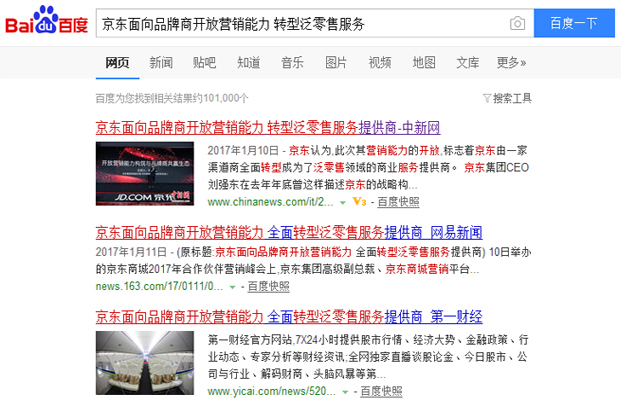 Bai du 百度 京东面向品牌商开放营销能力 转型泛零售服务 百度一下
网页 新闻 贴吧 知道 音乐 图片 视频 地图 文库 更多»
百度为您找到相关结果约101,000个 搜索工具
京东面向品牌商开放营销能力 转型泛零售服务提供商-中新网
开放营销能力构筑与品牌商共赢生态
JD.COM 京东
中新网
2017年1月10日 - 京东认为,此次其营销能力的开放,标志着京东由一家
渠道商全面转型成为了泛零售领域的商业服务提供商。 京东集团CEO
刘强东在去年年底曾这样描述京东的战略构...
www.chinanews.com/it/2... V3 - 百度快照
京东面向品牌商开放营销能力 全面转型泛零售服务提供商_网易新闻
2017年1月11日 - (原标题:京东面向品牌商开放营销能力 全面转型泛零售服务提供商) 10日举办
的京东商城2017年合作伙伴营销峰会上,京东集团高级副总裁、京东商城营销平台...
news.163.com/17/0111/0... - 百度快照
京东面向品牌商开放营销能力 全面转型泛零售服务提供商_第一财经
第一财经官方网站,7X24小时提供股市行情、经济大势、金融政策、行
业动态、专家分析等财经资讯;全网独家直播谈股论金、今日股市、公
司与行业、解码财商、头脑风暴等第...
www.yicai.com/news/520... - 百度快照